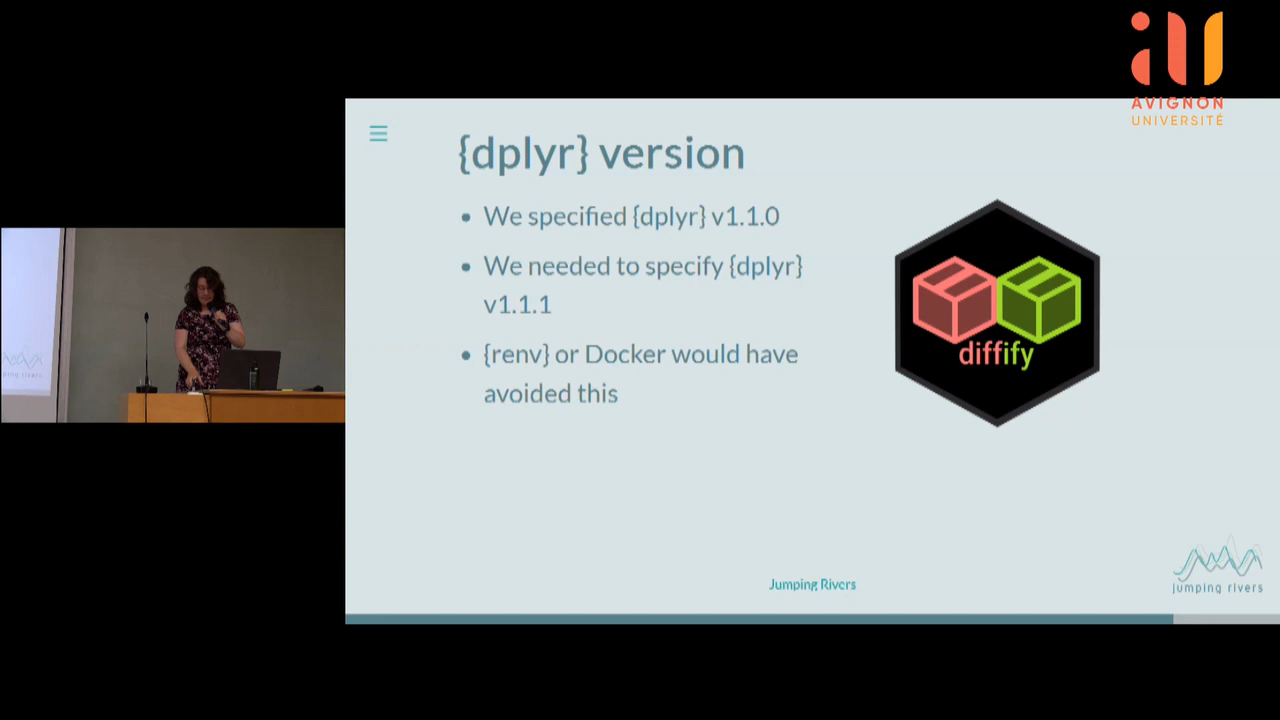 AVIGNON
UNIVERSITÉ
{dplyr} version
• We specified {dplyr} v1.1.0
• We needed to specify {dplyr}
v1.1.1
• {renv} or Docker would have
avoided this
diffify
Jumping Rivers
jumping rivers